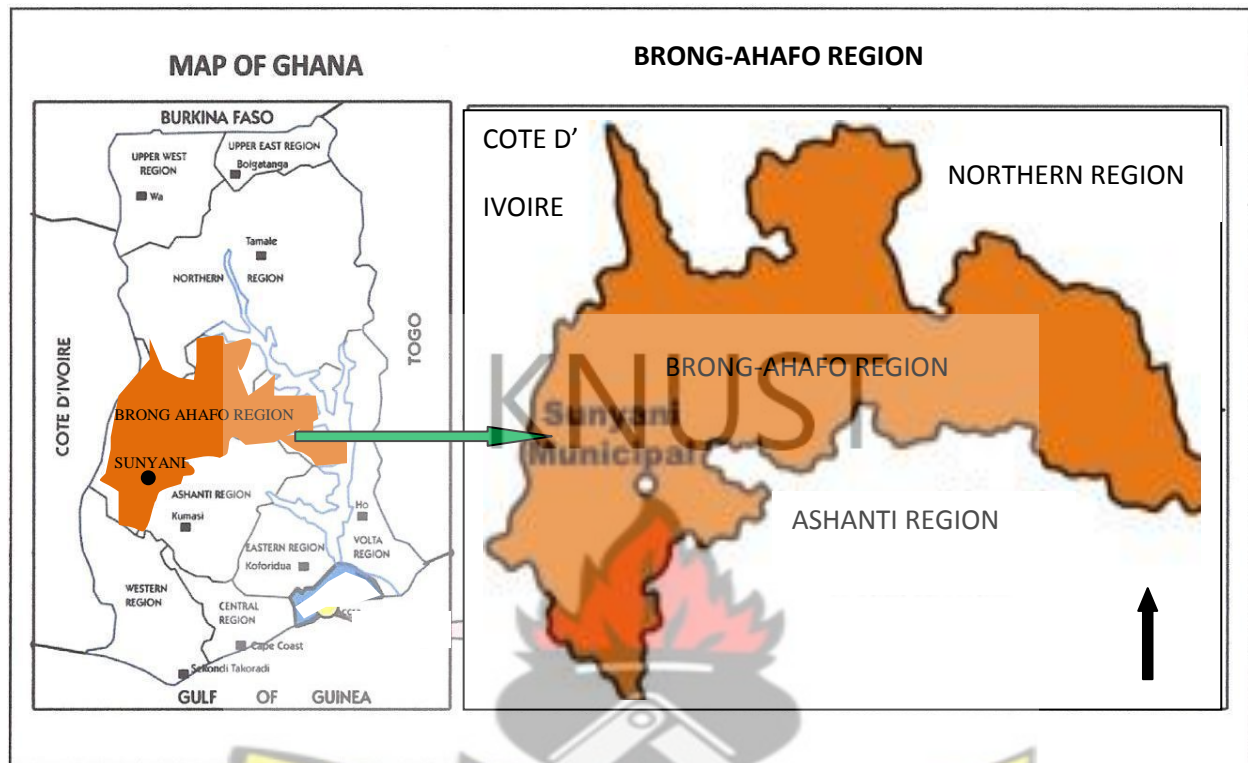 MAP OF GHANA
BURKINA FASO
UPPER EAST REGION
Bolgatanga
UPPER WEST
REGION
Wa
Tamale
NORTHERN REGION
COTE D'IVOIRE
TOGO
BRONG AHAFO REGION
SUNYANI
ASHANTI REGION
Kumasi
Ho
VOLTA
REGION
EASTERN REGION
Koforidua
WESTERN
REGION
CENTRAL
REGION
Cape Coast
Sekondi Takoradi
GULF OF GUINEA
BRONG-AHAFO REGION
COTE D'
IVOIRE
NORTHERN REGION
BRONG-AHAFO REGION
KNUST
Sunyani
Municipal
ASHANTI REGION